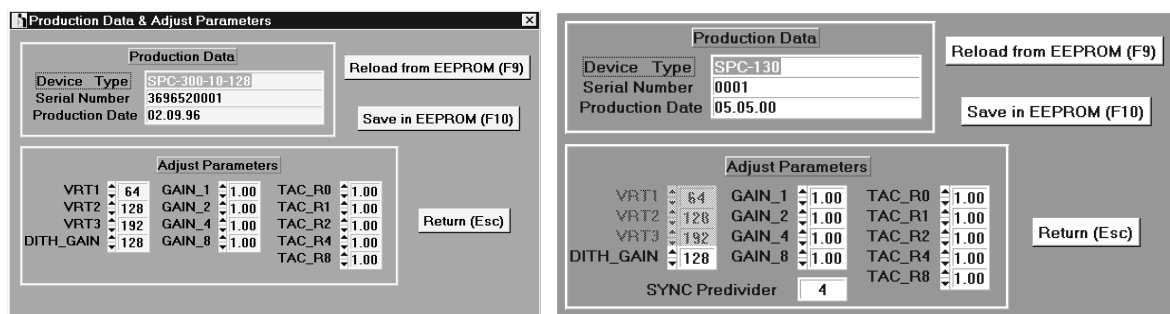 Production Data & Adjust Parameters
Production Data
Device Type SPC-300-10-128
Serial Number 3696520001
Production Date 02.09.96
Reload from EEPROM (F9)
Save in EEPROM (F10)
Adjust Parameters
VRT1 64 GAIN_1 1.00 TAC_R0 1.00
VRT2 128 GAIN_2 1.00 TAC_R1 1.00
VRT3 192 GAIN_4 1.00 TAC_R2 1.00
DITH_GAIN 128 GAIN_8 1.00 TAC_R4 1.00
TAC_R8 1.00
Return (Esc)
Production Data
Device Type SPC-130
Serial Number 0001
Production Date 05.05.00
Reload from EEPROM (F9)
Save in EEPROM (F10)
Adjust Parameters
VRT1 64 GAIN_1 1.00 TAC_R0 1.00
VRT2 128 GAIN_2 1.00 TAC_R1 1.00
VRT3 192 GAIN_4 1.00 TAC_R2 1.00
DITH_GAIN 128 GAIN_8 1.00 TAC_R4 1.00
TAC_R8 1.00
SYNC Predivider 4
Return (Esc)